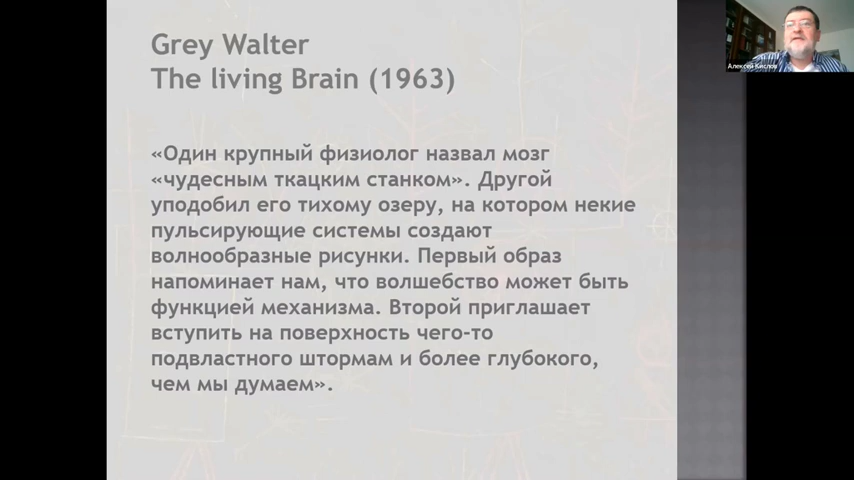 Grey Walter
The living Brain (1963)
«Один крупный физиолог назвал мозг
«чудесным ткацким станком». Другой
уподобил его тихому озеру, на котором некие
пульсирующие системы создают
волнообразные рисунки. Первый образ
напоминает нам, что волшебство может быть
функцией механизма. Второй приглашает
вступить на поверхность чего-то
подвластного штормам и более глубокого,
чем мы думаем».
Алексей Кислов